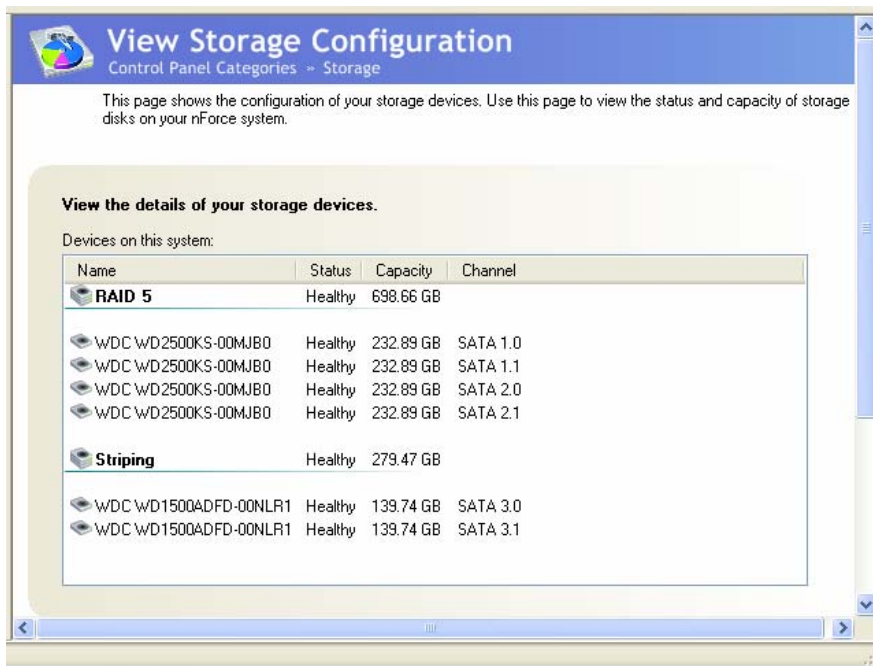 View Storage Configuration
Control Panel Categories » Storage
This page shows the configuration of your storage devices. Use this page to view the status and capacity of storage
disks on your nForce system.
View the details of your storage devices.
Devices on this system:
Name Status Capacity Channel
RAID 5 Healthy 698.66 GB
WDC WD2500KS-00MJB0 Healthy 232.89 GB SATA 1.0
WDC WD2500KS-00MJB0 Healthy 232.89 GB SATA 1.1
WDC WD2500KS-00MJB0 Healthy 232.89 GB SATA 2.0
WDC WD2500KS-00MJB0 Healthy 232.89 GB SATA 2.1
Striping Healthy 279.47 GB
WDC WD1500ADFD-00NLR1 Healthy 139.74 GB SATA 3.0
WDC WD1500ADFD-00NLR1 Healthy 139.74 GB SATA 3.1